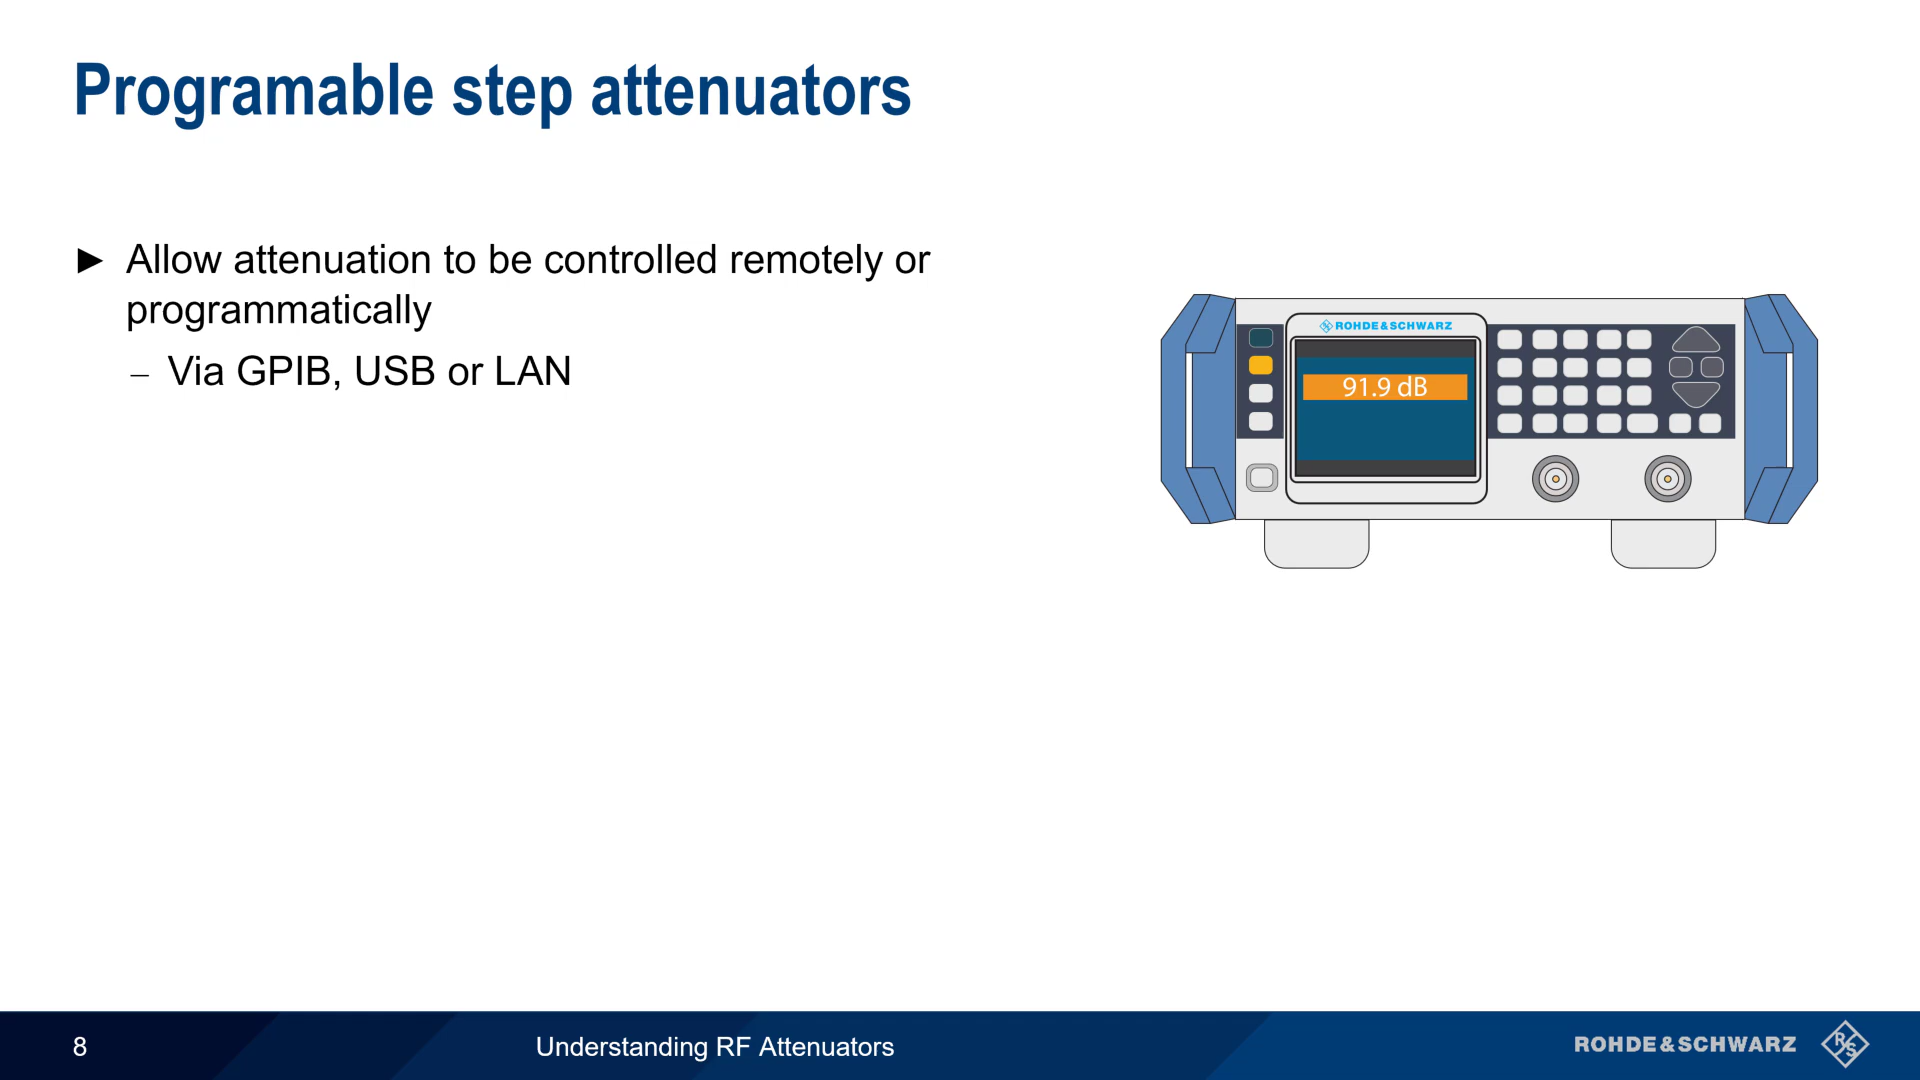 Programable step attenuators
► Allow attenuation to be controlled remotely or
programmatically
– Via GPIB, USB or LAN
ROHDE&SCHWARZ
91.9 dB
8
Understanding RF Attenuators
ROHDE&SCHWARZ
R&S